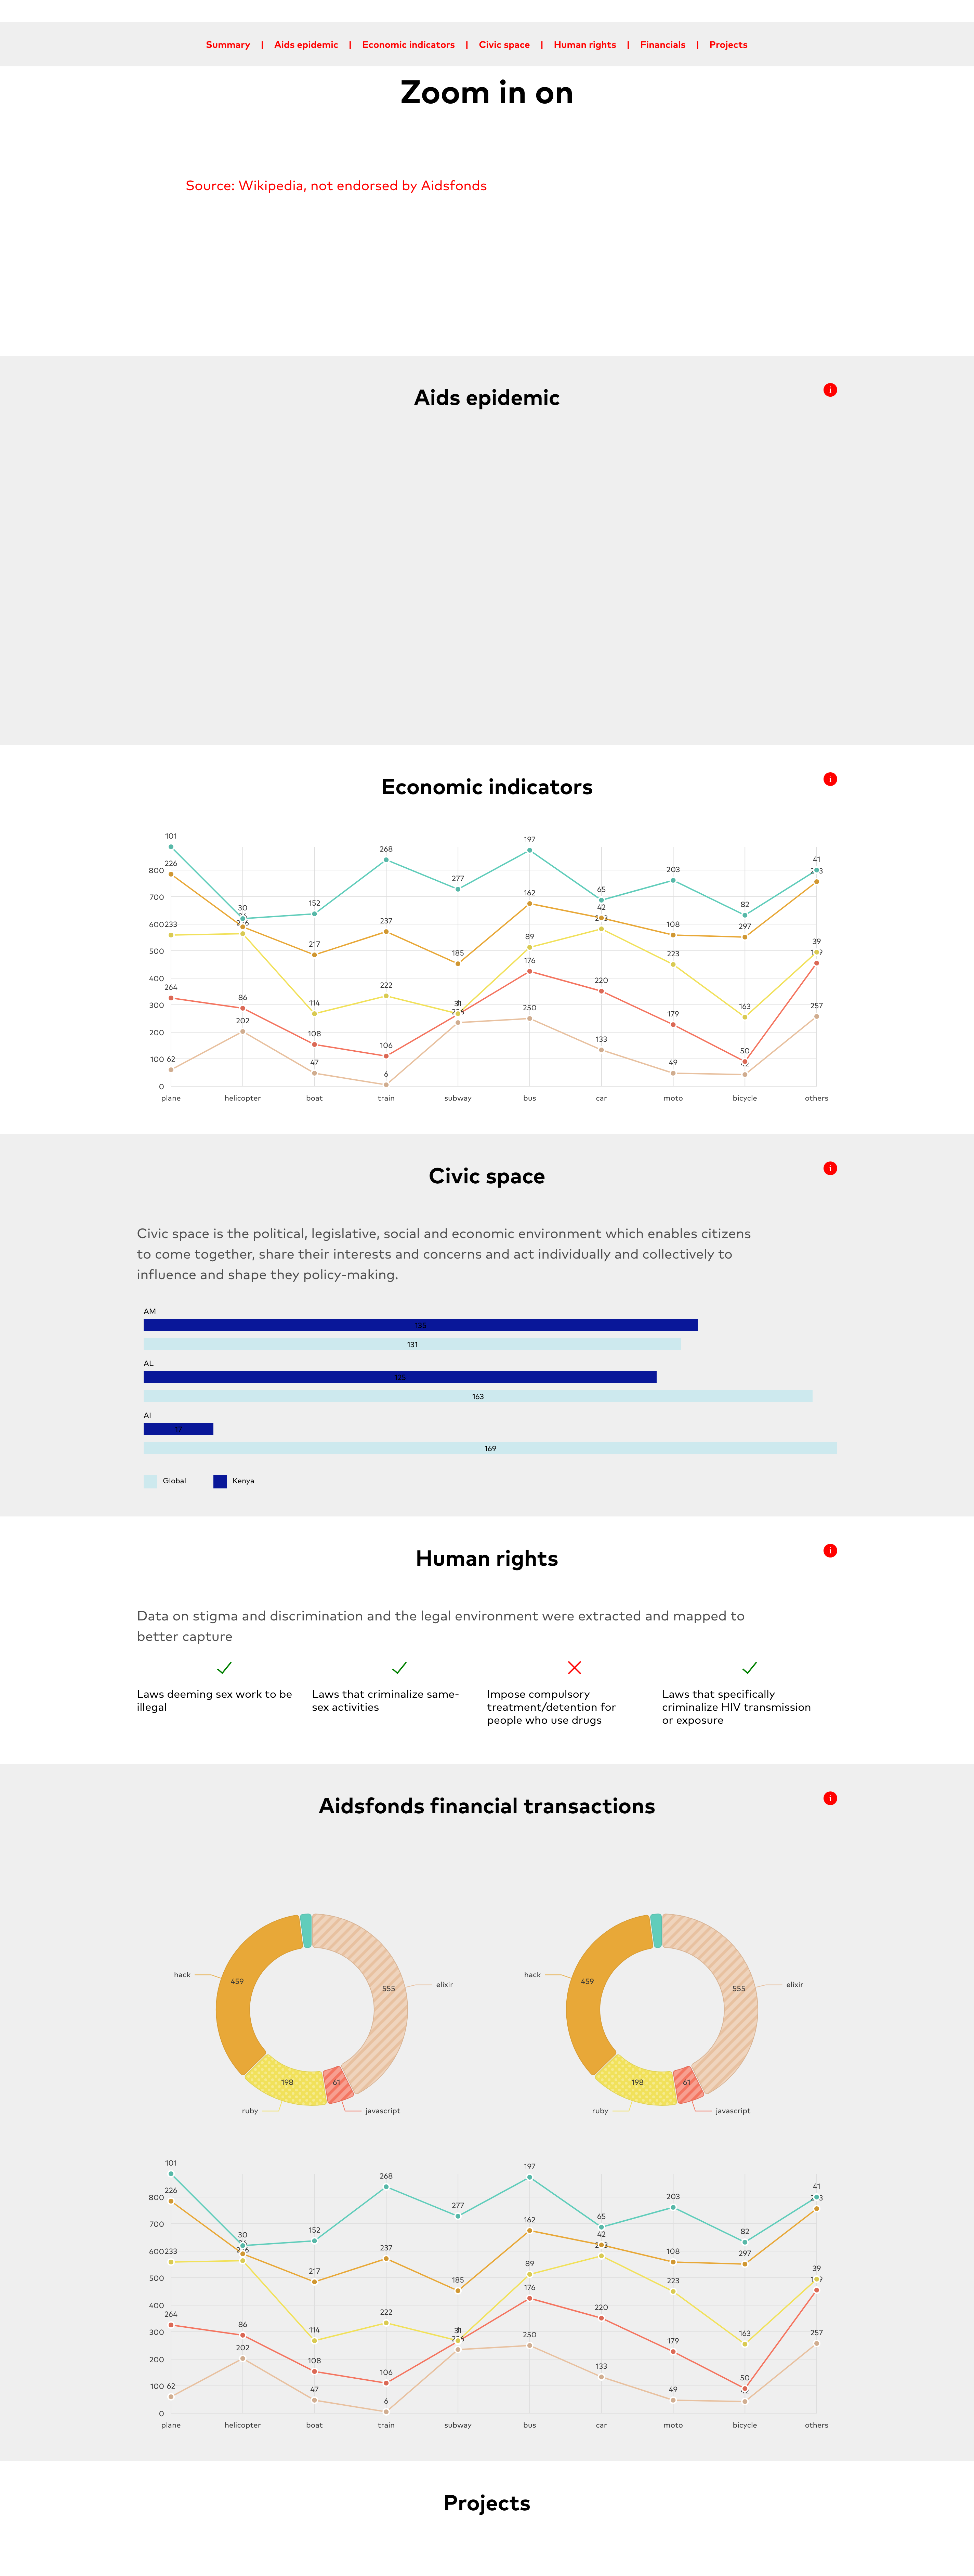 Summary | Aids epidemic | Economic indicators | Civic space | Human rights | Financials | Projects
Zoom in on
Source: Wikipedia, not endorsed by Aidsfonds
Aids epidemic
i
Economic indicators
i
101
226
233
264
62
30
86
202
152
217
114
108
47
268
237
222
106
6
277
185
31
197
162
89
176
250
65
42
220
133
203
108
223
179
49
82
297
163
50
41
39
257
800
700
600
500
400
300
200
100
0
plane helicopter boat train subway bus car moto bicycle others
Civic space
i
Civic space is the political, legislative, social and economic environment which enables citizens
to come together, share their interests and concerns and act individually and collectively to
influence and shape they policy-making.
AM
135
131
AL
125
163
AI
17
169
Global Kenya
Human rights
i
Data on stigma and discrimination and the legal environment were extracted and mapped to
better capture
Laws deeming sex work to be
illegal
Laws that criminalize same-
sex activities
Impose compulsory
treatment/detention for
people who use drugs
Laws that specifically
criminalize HIV transmission
or exposure
Aidsfonds financial transactions
i
hack
459
555
elixir
198
61
ruby
javascript
hack
459
555
elixir
198
61
ruby
javascript
101
226
233
264
62
30
86
202
152
217
114
108
47
268
237
222
106
6
277
185
31
197
162
89
176
250
65
42
220
133
203
108
223
179
49
82
297
163
50
41
39
257
800
700
600
500
400
300
200
100
0
plane helicopter boat train subway bus car moto bicycle others
Projects